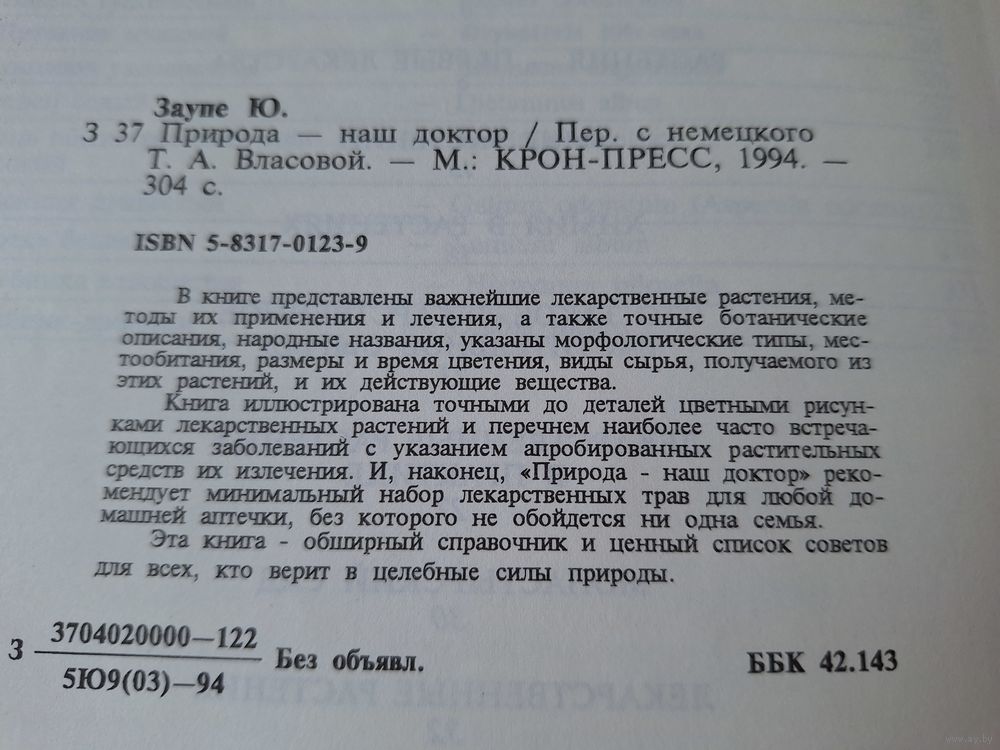 Заупе Ю.
З 37 Природа — наш доктор / Пер. с немецкого
Т. А. Власовой. — М.: КРОН-ПРЕСС, 1994. —
304 с.
ISBN 5-8317-0123-9
В книге представлены важнейшие лекарственные растения, ме-
тоды их применения и лечения, а также точные ботанические
описания, народные названия, указаны морфологические типы, мес-
тообитания, размеры и время цветения, виды сырья, получаемого из
этих растений, и их действующие вещества.
Книга иллюстрирована точными до деталей цветными рисун-
ками лекарственных растений и перечнем наиболее часто встреча-
ющихся заболеваний с указанием апробированных растительных
средств их излечения. И, наконец, «Природа - наш доктор» реко-
мендует минимальный набор лекарственных трав для любой до-
машней аптечки, без которого не обойдется ни одна семья.
Эта книга - обширный справочник и ценный список советов
для всех, кто верит в целебные силы природы.
З 3704020000—122
5Ю9(03)—94
Без объявл.
ББК 42.143
www.ay.by